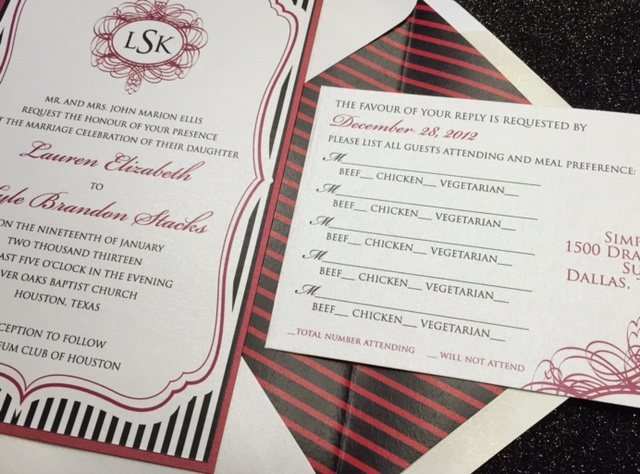 LSK
MR. AND MRS. JOHN MARION ELLIS
REQUEST THE HONOUR OF YOUR PRESENCE
THE MARRIAGE CELEBRATION OF THEIR DAUGHTER
Lauren Elizabeth
TO
Brandon Stacks
ON THE NINETEENTH OF JANUARY
TWO THOUSAND THIRTEEN
FIVE O'CLOCK IN THE EVENING
OAKS BAPTIST CHURCH
HOUSTON, TEXAS
TO FOLLOW
CLUB OF HOUSTON
THE FAVOUR OF YOUR REPLY IS REQUESTED BY
December 28, 2012
PLEASE LIST ALL GUESTS ATTENDING AND MEAL PREFERENCE:
M
BEEF__ CHICKEN__ VEGETARIAN__
M
BEEF__ CHICKEN__ VEGETARIAN__
M
BEEF__ CHICKEN__ VEGETARIAN__
M
BEEF__ CHICKEN__ VEGETARIAN__
M
BEEF__ CHICKEN__ VEGETARIAN__
__TOTAL NUMBER ATTENDING __ WILL NOT ATTEND
1500
DALLAS,